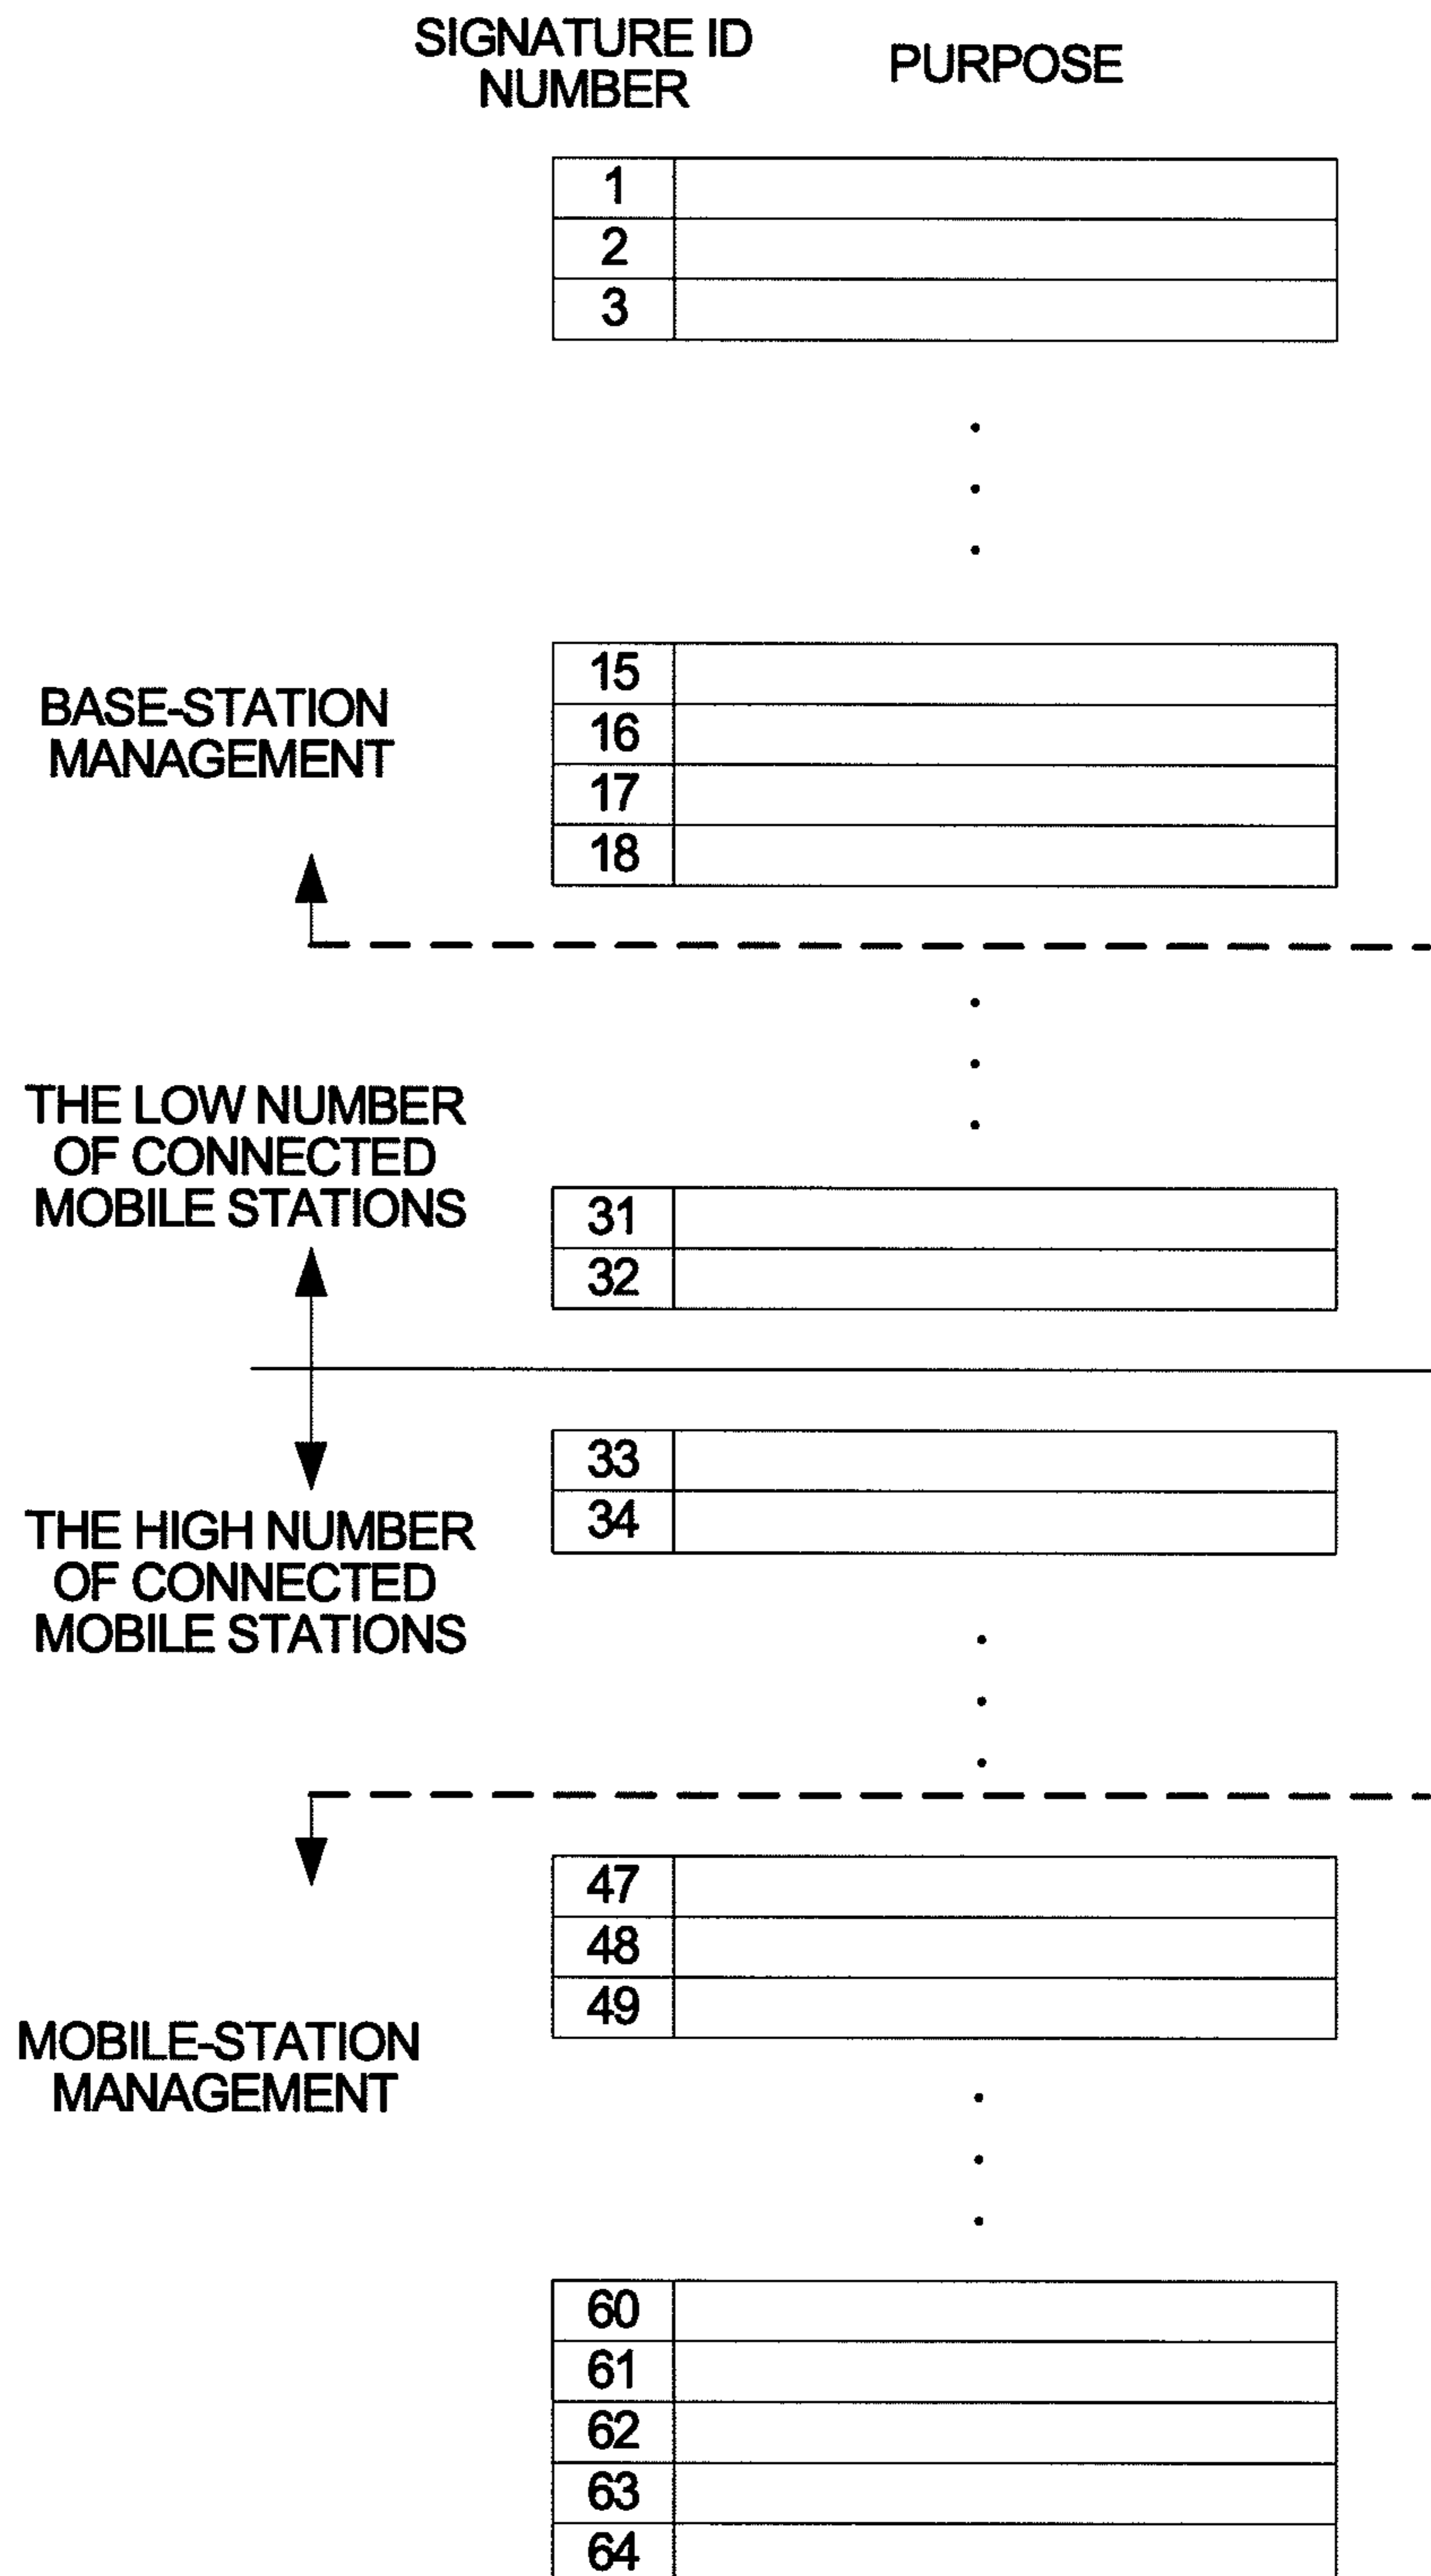 SIGNATURE ID
NUMBER
PURPOSE
1
2
3
15
16
17
18
BASE-STATION
MANAGEMENT
THE LOW NUMBER
OF CONNECTED
MOBILE STATIONS
31
32
33
34
THE HIGH NUMBER
OF CONNECTED
MOBILE STATIONS
47
48
49
MOBILE-STATION
MANAGEMENT
60
61
62
63
64